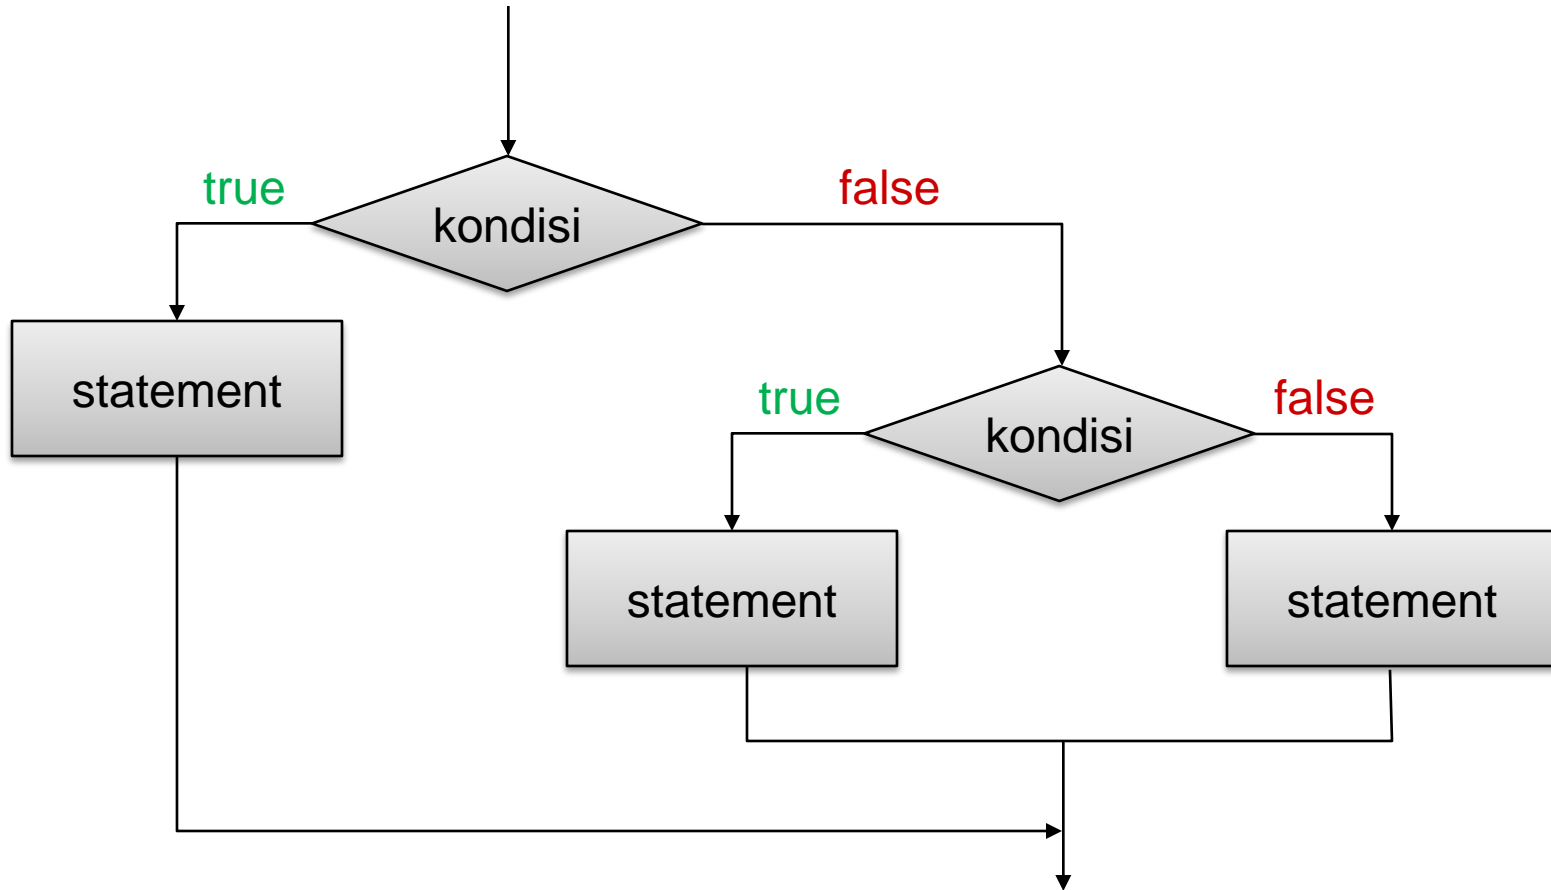 true
false
kondisi
statement
true
false
kondisi
statement
statement